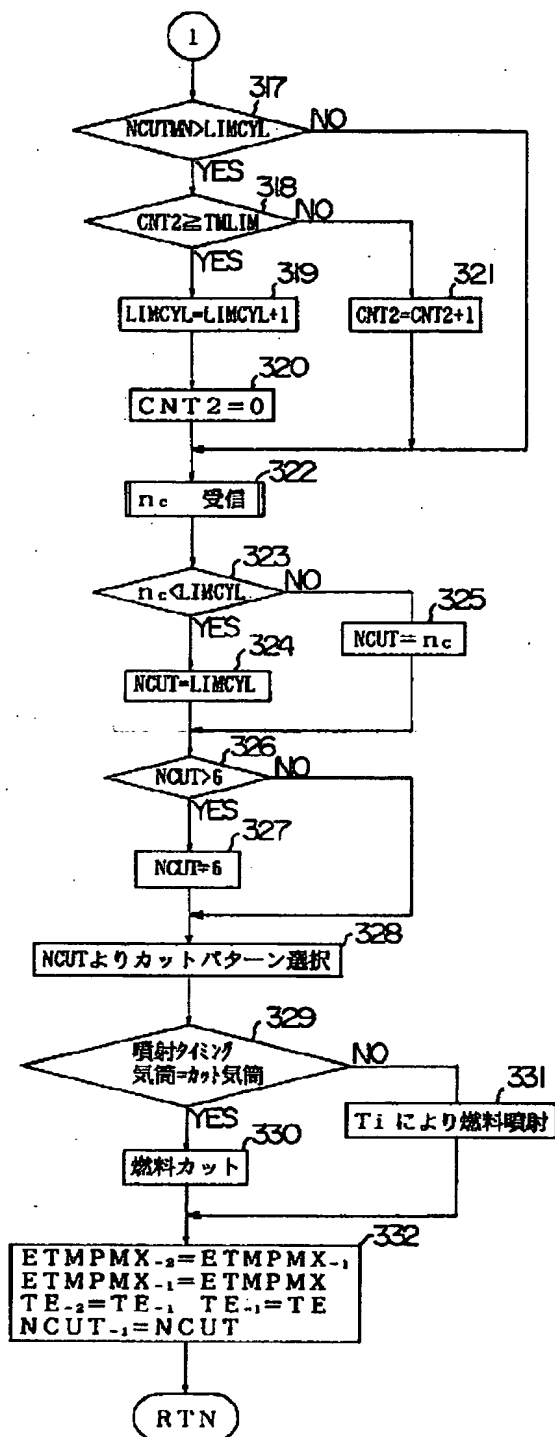 1
317
NCUTMN>LIMCYL NO
YES
318
CNT2≧TMLIM NO
YES
319
LIMCYL=LIMCYL+1
321
CNT2=CNT2+1
320
CNT2=0
322
nc 受信
323
nc<LIMCYL NO
YES
325
NCUT=nc
324
NCUT=LIMCYL
326
NCUT>6 NO
YES
327
NCUT=6
328
NCUTよりカットパターン選択
329
噴射タイミング
気筒=カット気筒
NO
YES
331
Tiにより燃料噴射
330
燃料カット
332
ETMPMX-2=ETMPMX-1
ETMPMX-1=ETMPMX
TE-2=TE-1 TE-1=TE
NCUT-1=NCUT
RTN